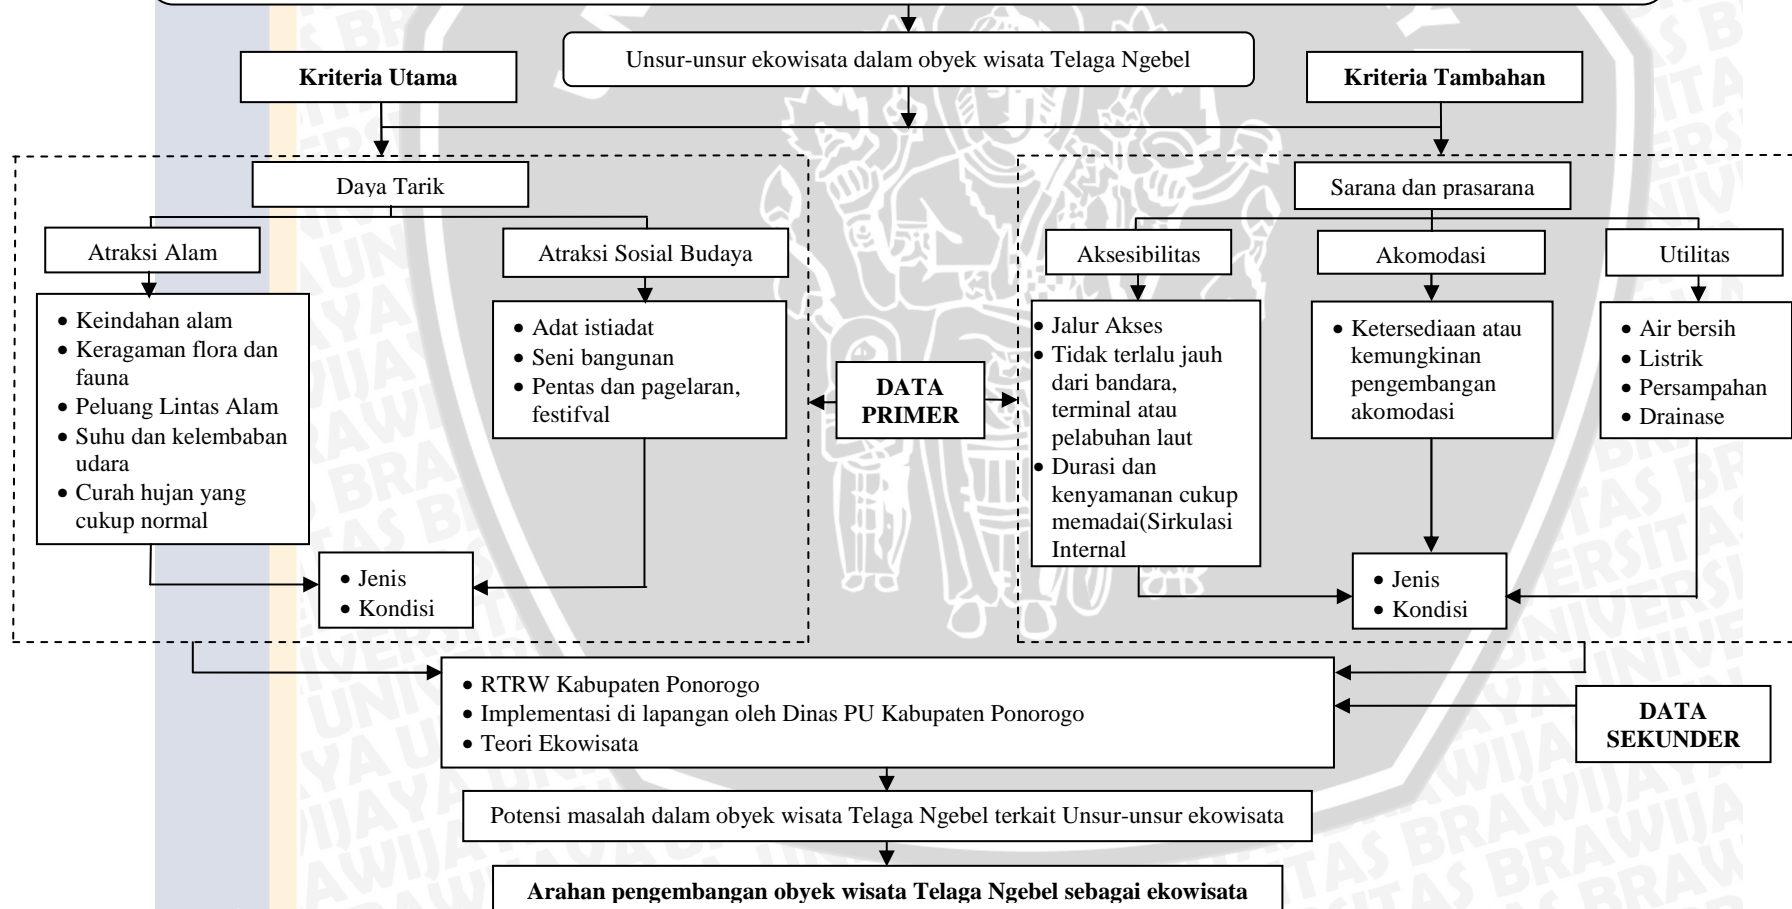 Unsur-unsur ekowisata dalam obyek wisata Telaga Ngebel
Kriteria Utama
Kriteria Tambahan
Daya Tarik
Sarana dan prasarana
Atraksi Alam
Atraksi Sosial Budaya
Aksesibilitas
Akomodasi
Utilitas
• Keindahan alam
• Keragaman flora dan
fauna
• Peluang Lintas Alam
• Suhu dan kelembaban
udara
• Curah hujan yang
cukup normal
• Adat istiadat
• Seni bangunan
• Pentas dan pagelaran,
festifval
DATA
PRIMER
• Jalur Akses
• Tidak terlalu jauh
dari bandara,
terminal atau
pelabuhan laut
• Durasi dan
kenyamanan cukup
memadai(Sirkulasi
Internal
• Ketersediaan atau
kemungkinan
pengembangan
akomodasi
• Air bersih
• Listrik
• Persampahan
• Drainase
• Jenis
• Kondisi
• Jenis
• Kondisi
• RTRW Kabupaten Ponorogo
• Implementasi di lapangan oleh Dinas PU Kabupaten Ponorogo
• Teori Ekowisata
DATA
SEKUNDER
Potensi masalah dalam obyek wisata Telaga Ngebel terkait Unsur-unsur ekowisata
Arahan pengembangan obyek wisata Telaga Ngebel sebagai ekowisata